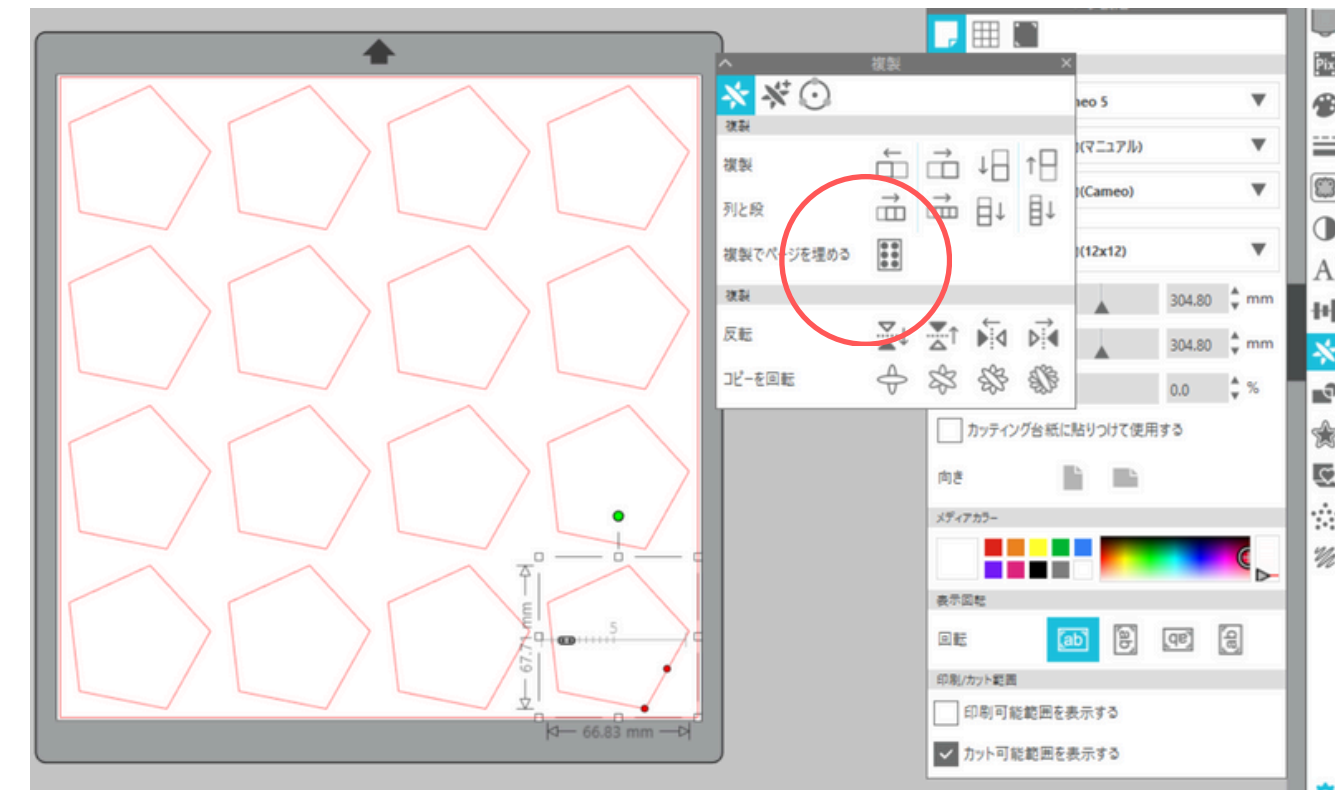 複製
複製
複製
列と段
複製でページを埋める
複製
反転
コピーを回転
Pix
A
neo 5
(マニュアル)
(Cameo)
(12x12)
304.80 mm
304.80 mm
0.0 %
カッティング台紙に貼りつけて使用する
向き
メディアカラー
表示回転
回転 ab ab ab ab
印刷/カット範囲
印刷可能範囲を表示する
カット可能範囲を表示する
5
67.71 mm
66.83 mm